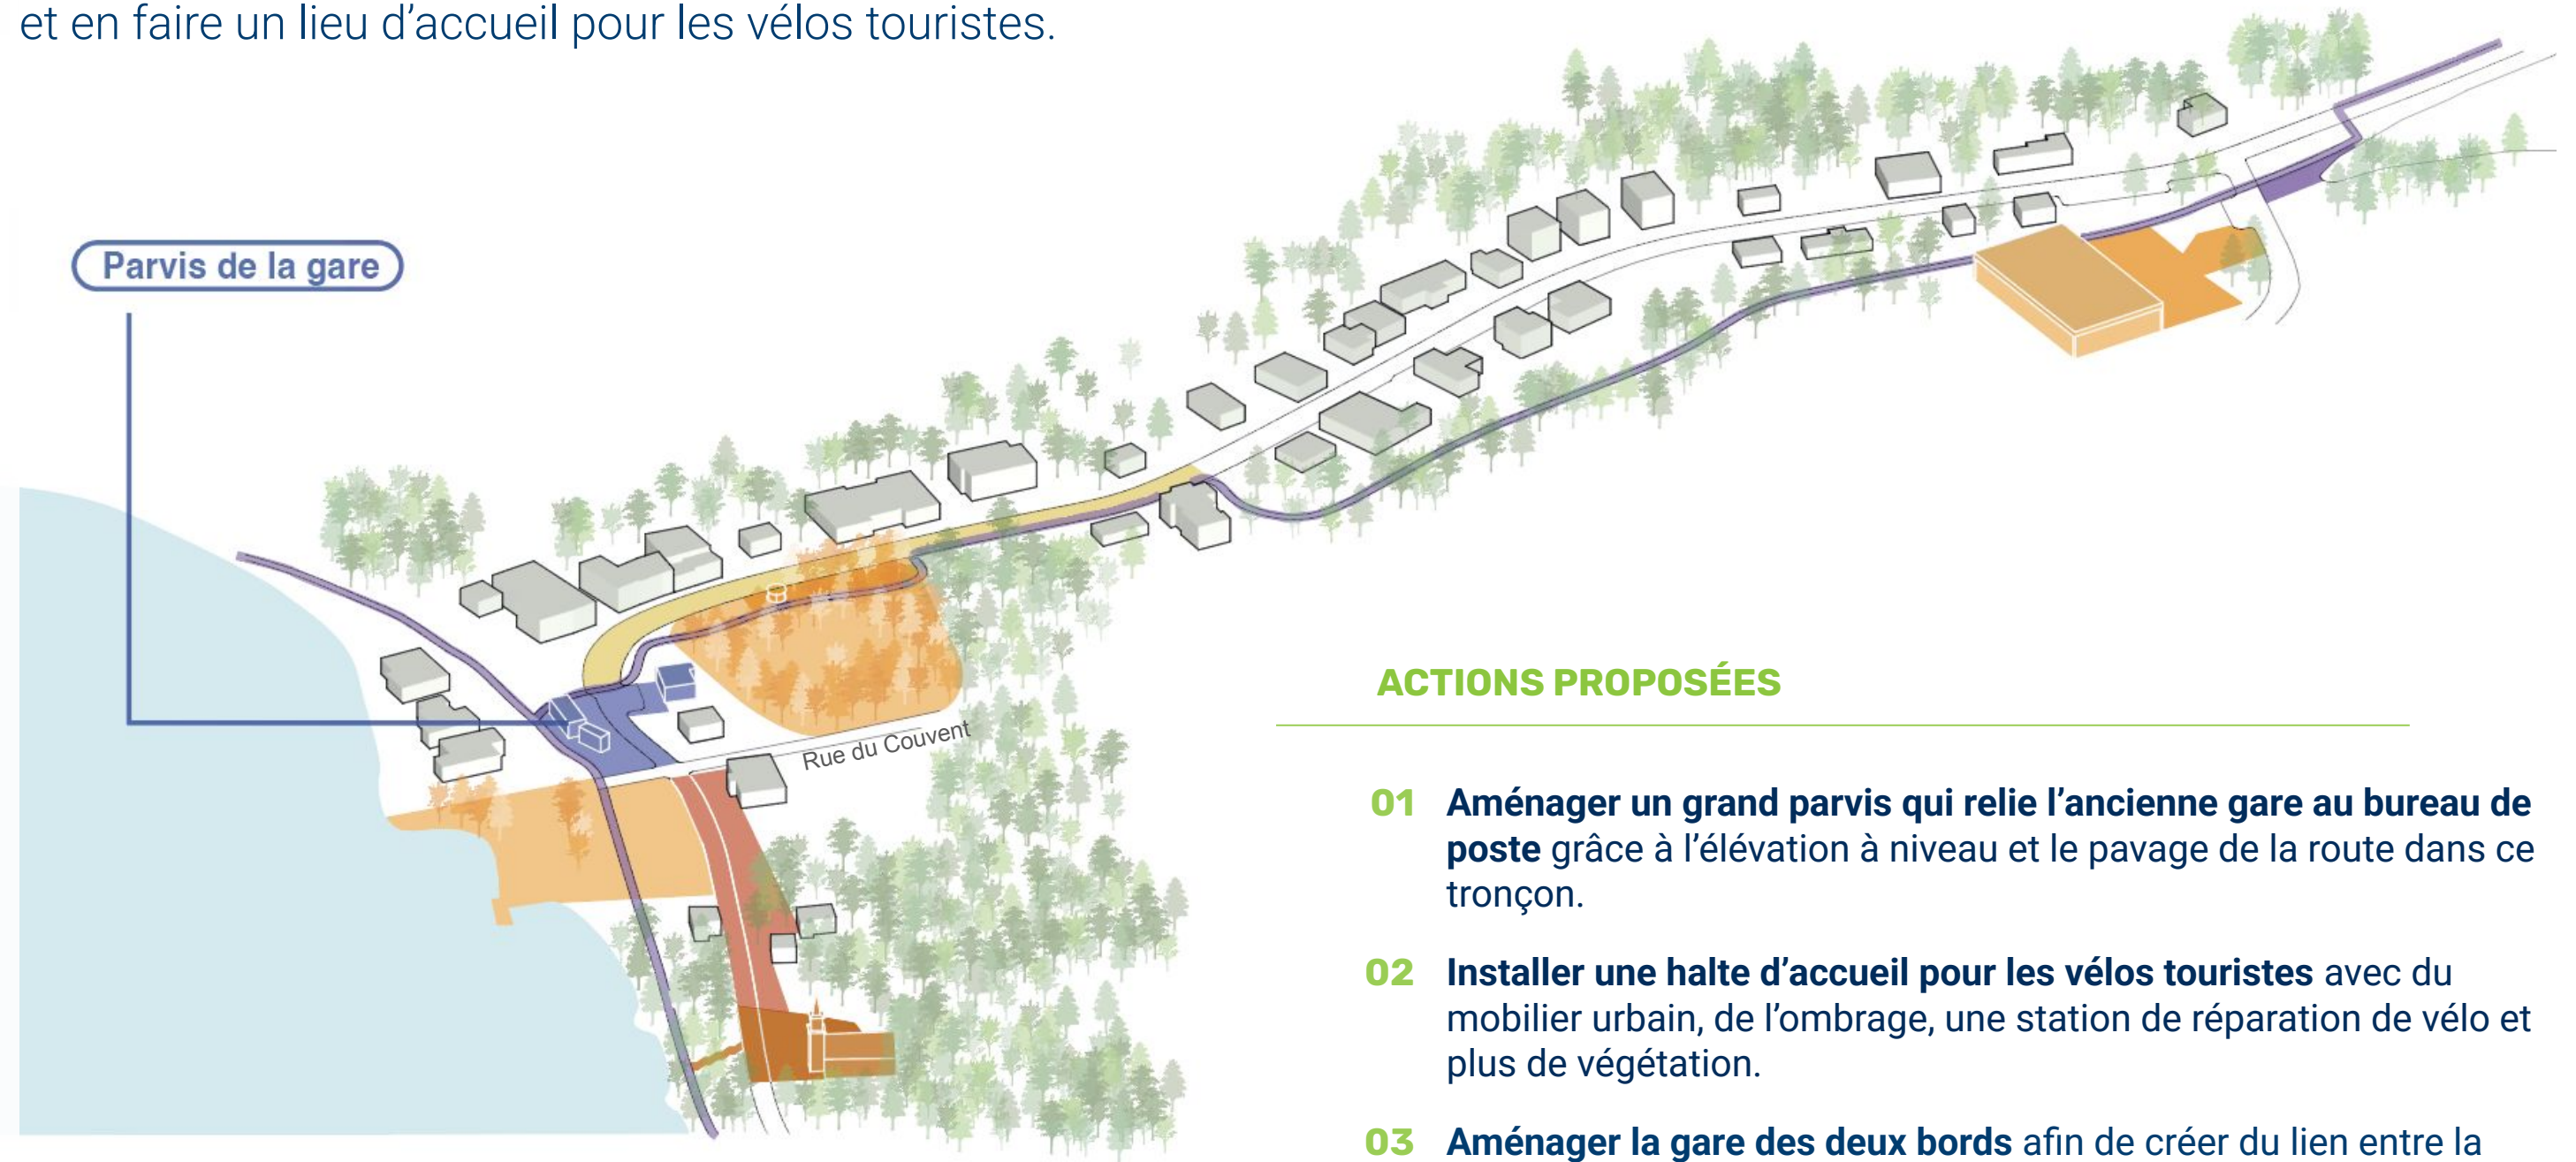 et en faire un lieu d’accueil pour les vélos touristes.
Parvis de la gare
Rue du Couvent
ACTIONS PROPOSÉES
01 Aménager un grand parvis qui relie l’ancienne gare au bureau de
poste grâce à l’élévation à niveau et le pavage de la route dans ce
tronçon.
02 Installer une halte d’accueil pour les vélos touristes avec du
mobilier urbain, de l’ombrage, une station de réparation de vélo et
plus de végétation.
03 Aménager la gare des deux bords afin de créer du lien entre la